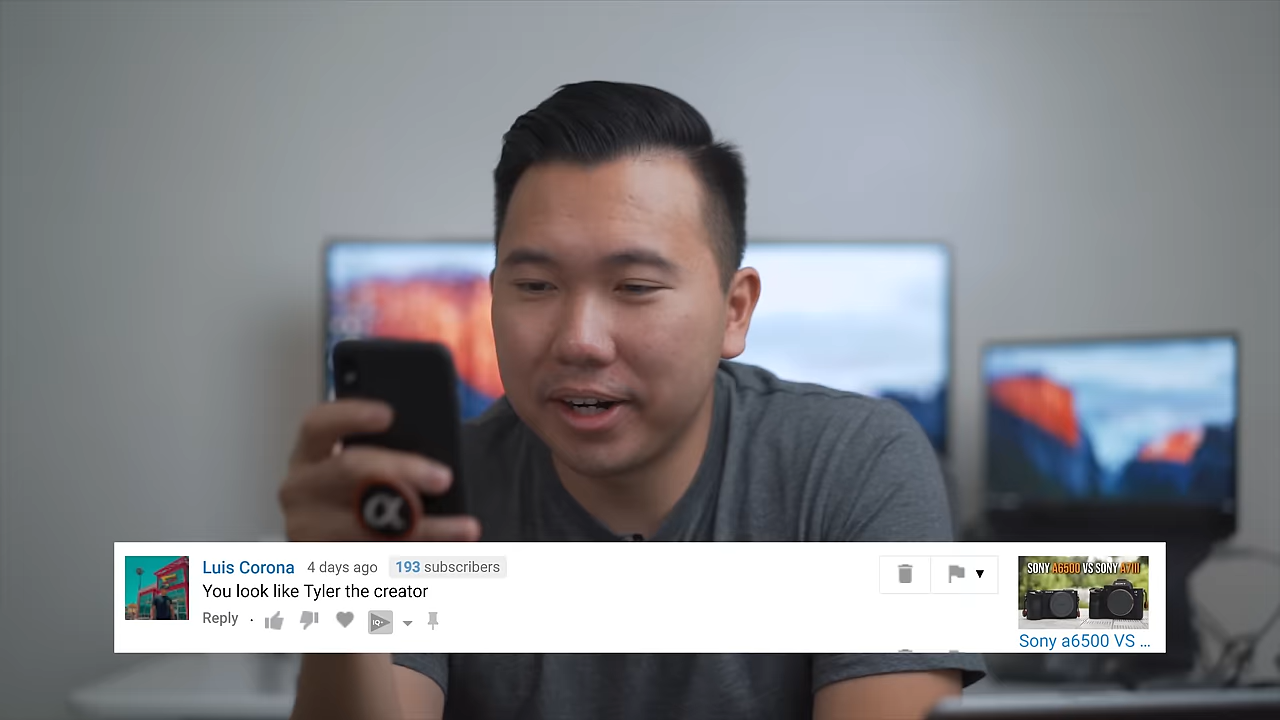 α
Luis Corona 4 days ago 193 subscribers
You look like Tyler the creator
Reply
IQ+
SONY A6500 VS SONY A7III
Sony a6500 VS ...